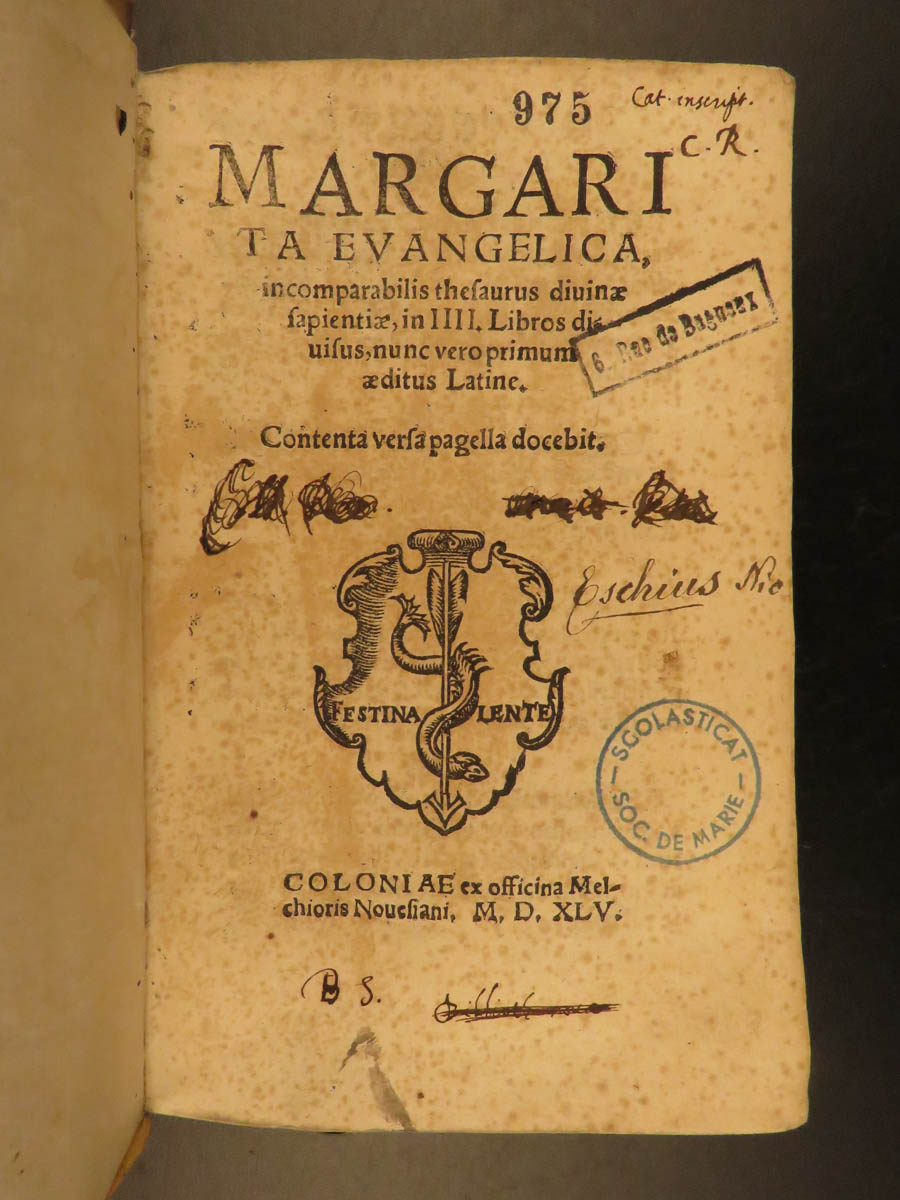 975
Cat. inscript.
C. R.
MARGARI
TA EVANGELICA,
incomparabilis theſaurus diuinæ
ſapientiæ, in IIII. Libros di-
uiſus, nunc vero primum
æditus Latine.
6, Rue de Bagneux
Contenta verſa pagella docebit.
Eschius Nic
FESTINA LENTE
SCOLASTICAT
SOC. DE MARIE
COLONIAE ex officina Mel-
chioris Noueſiani, M, D, XLV.
B S.